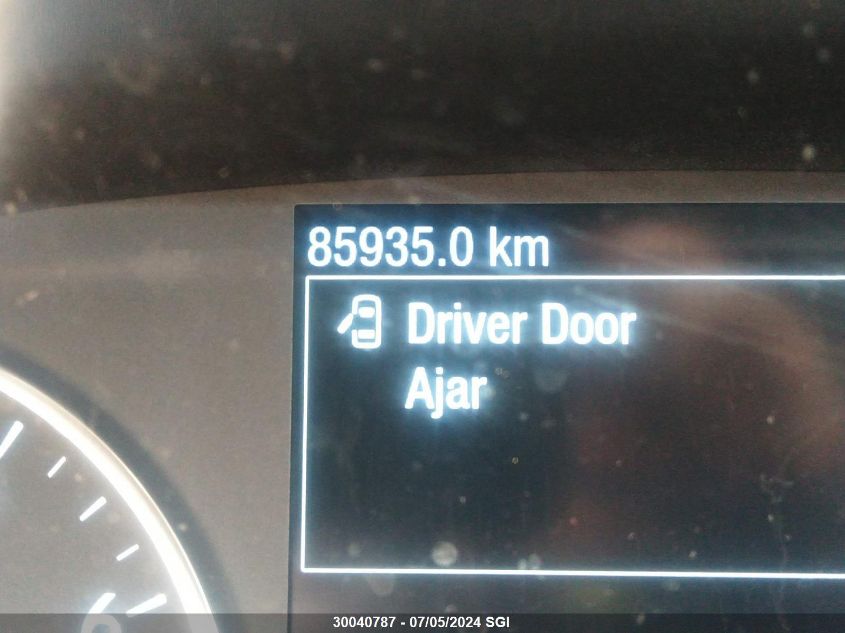 85935.0 km
Driver Door
Ajar
30040787 - 07/05/2024 SGI